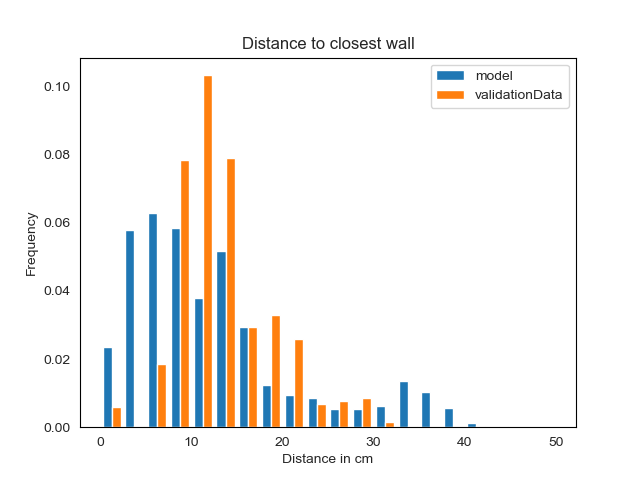 Distance to closest wall
model
validationData
0.10
0.08
0.06
0.04
0.02
0.00
Frequency
0 10 20 30 40 50
Distance in cm